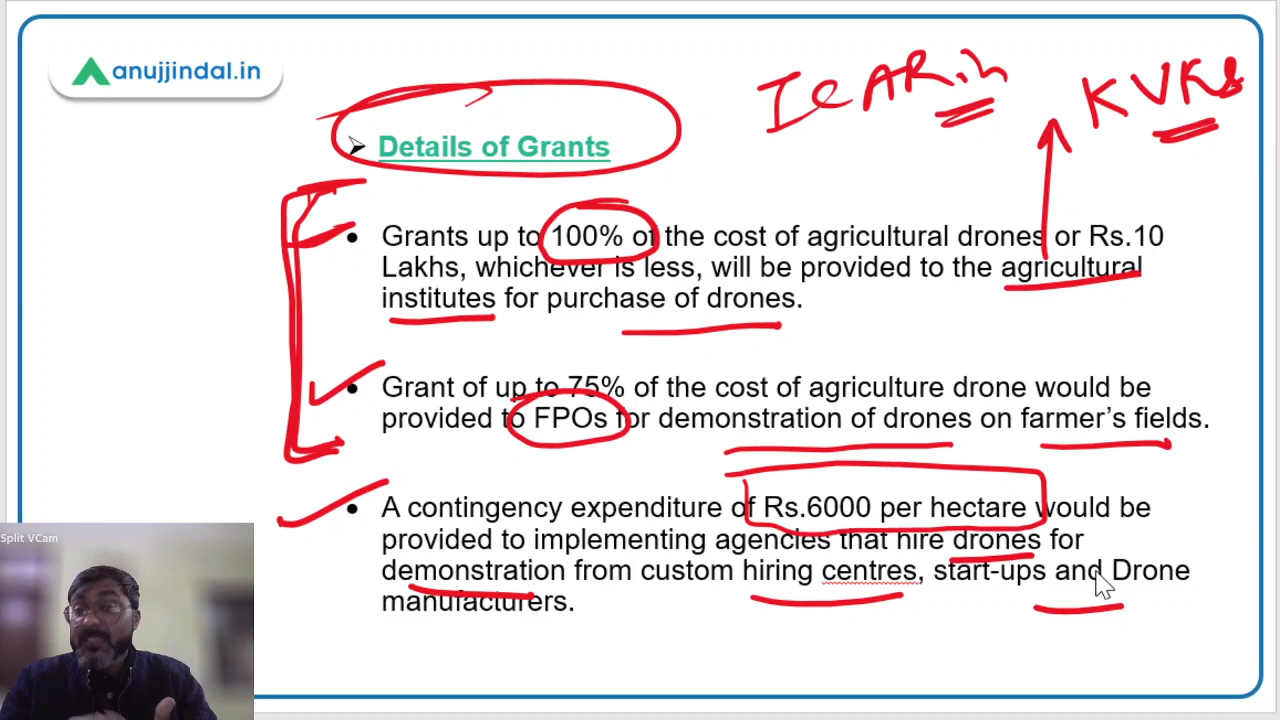 anujjindal.in
ICAR.in
KVKs
Details of Grants
Grants up to 100% of the cost of agricultural drones or Rs.10
Lakhs, whichever is less, will be provided to the agricultural
institutes for purchase of drones.
Grant of up to 75% of the cost of agriculture drone would be
provided to FPOs for demonstration of drones on farmer's fields.
A contingency expenditure of Rs.6000 per hectare would be
provided to implementing agencies that hire drones for
demonstration from custom hiring centres, start-ups and Drone
manufacturers.
Split VCam